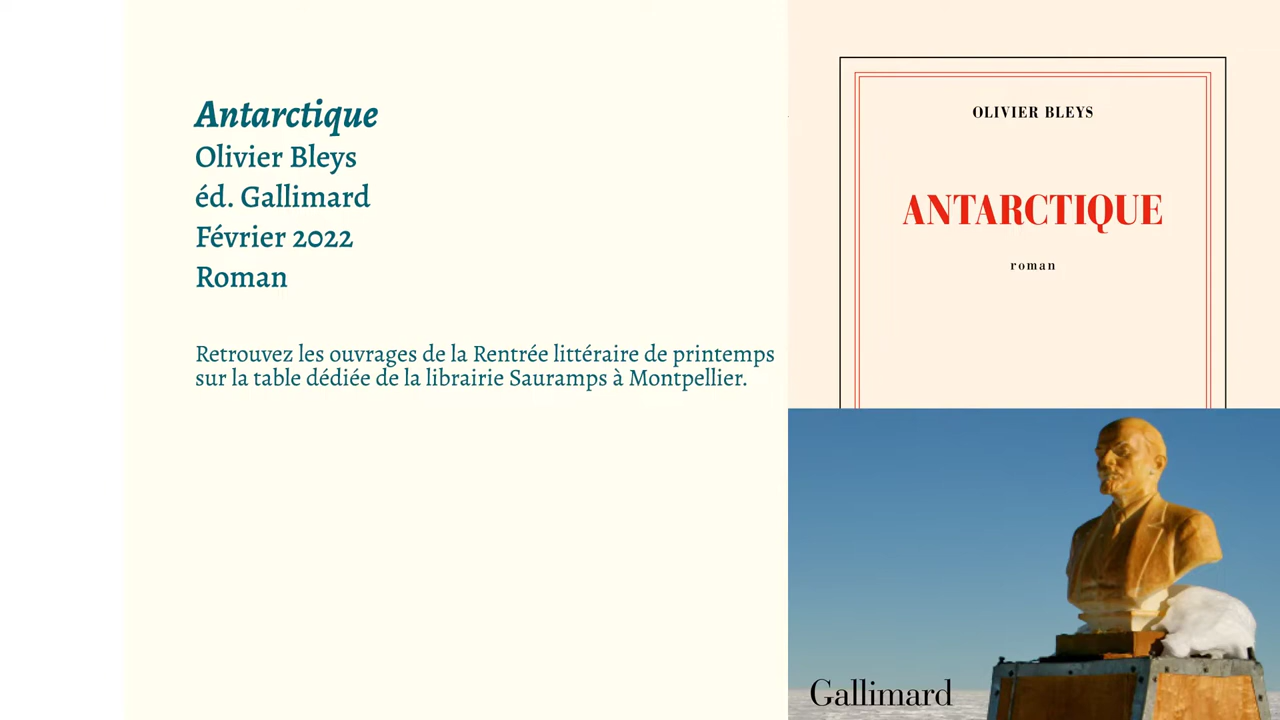 Antarctique
Olivier Bleys
éd. Gallimard
Février 2022
Roman
Retrouvez les ouvrages de la Rentrée littéraire de printemps
sur la table dédiée de la librairie Sauramps à Montpellier.
OLIVIER BLEYS
ANTARCTIQUE
roman
Gallimard